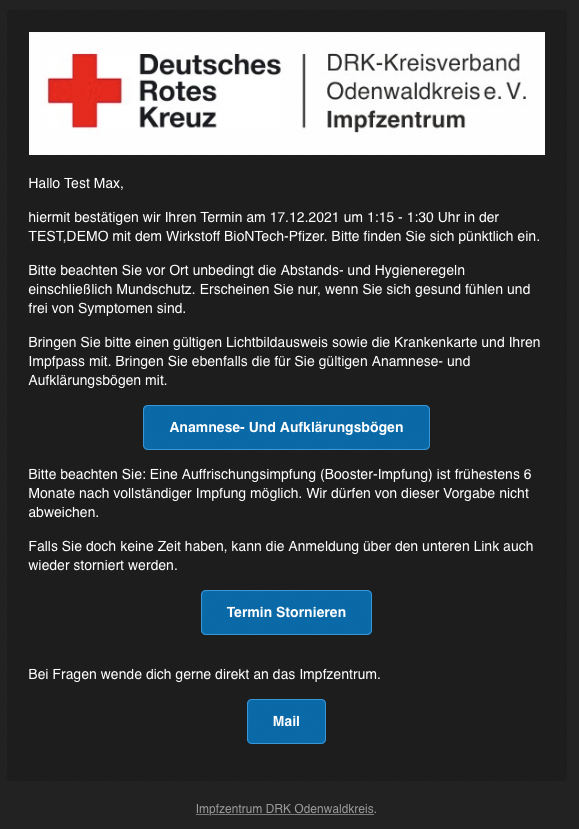 Deutsches
Rotes
Kreuz
DRK-Kreisverband
Odenwaldkreis e. V.
Impfzentrum
Hallo Test Max,
hiermit bestätigen wir Ihren Termin am 17.12.2021 um 1:15 - 1:30 Uhr in der
TEST,DEMO mit dem Wirkstoff BioNTech-Pfizer. Bitte finden Sie sich pünktlich ein.
Bitte beachten Sie vor Ort unbedingt die Abstands- und Hygieneregeln
einschließlich Mundschutz. Erscheinen Sie nur, wenn Sie sich gesund fühlen und
frei von Symptomen sind.
Bringen Sie bitte einen gültigen Lichtbildausweis sowie die Krankenkarte und Ihren
Impfpass mit. Bringen Sie ebenfalls die für Sie gültigen Anamnese- und
Aufklärungsbögen mit.
Anamnese- Und Aufklärungsbögen
Bitte beachten Sie: Eine Auffrischungsimpfung (Booster-Impfung) ist frühestens 6
Monate nach vollständiger Impfung möglich. Wir dürfen von dieser Vorgabe nicht
abweichen.
Falls Sie doch keine Zeit haben, kann die Anmeldung über den unteren Link auch
wieder storniert werden.
Termin Stornieren
Bei Fragen wende dich gerne direkt an das Impfzentrum.
Mail
Impfzentrum DRK Odenwaldkreis.